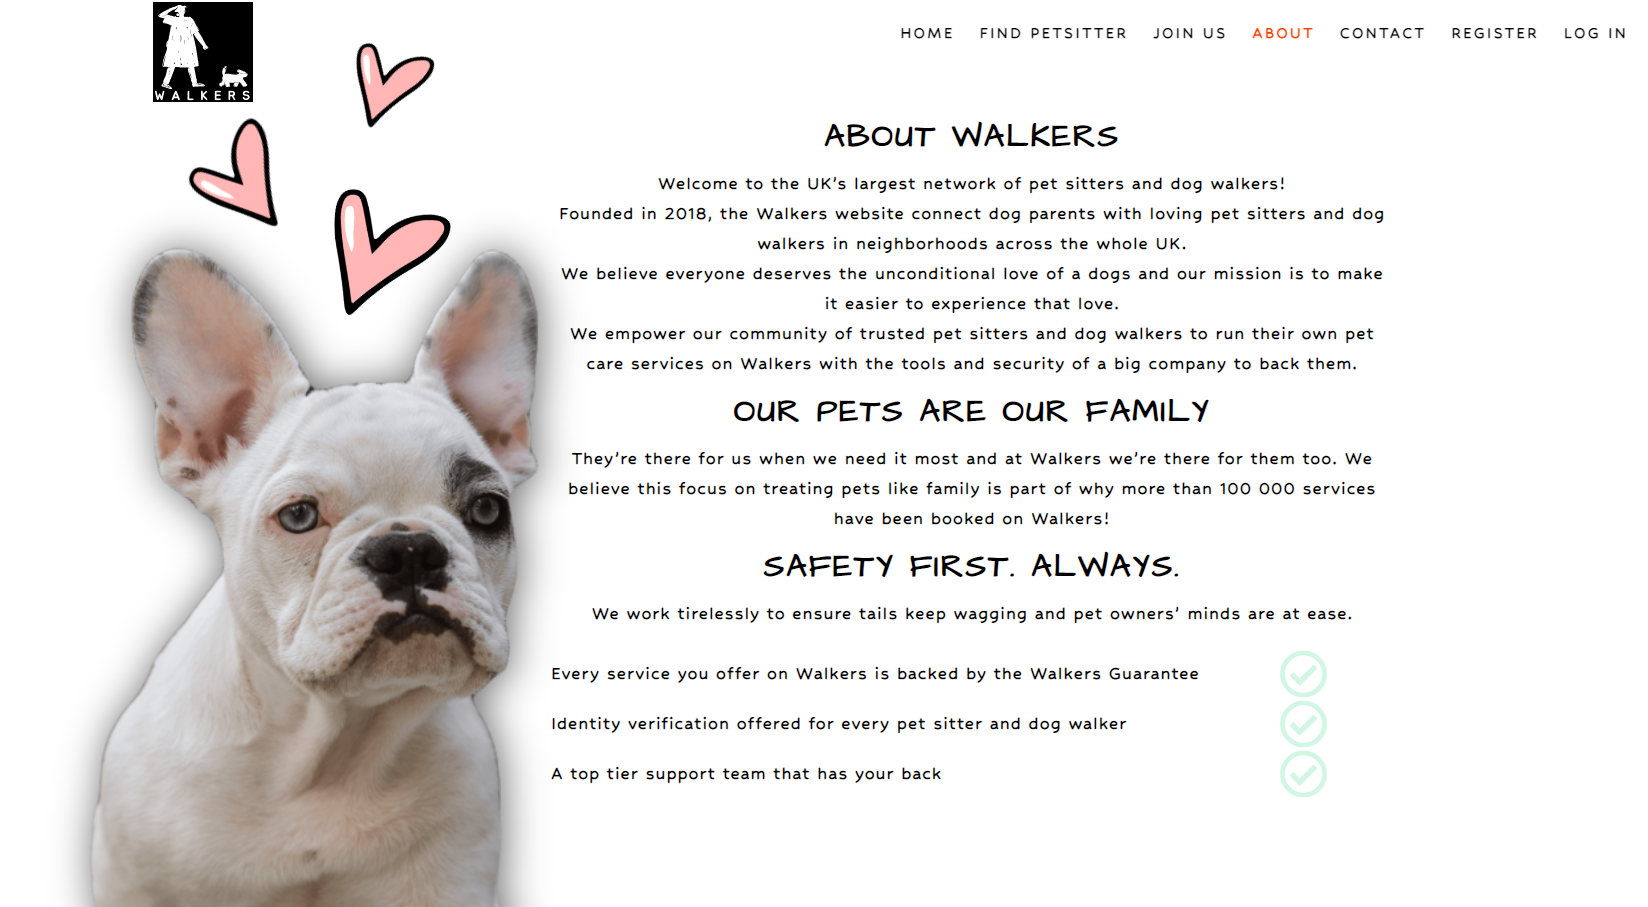 WALKERS
HOME FIND PETSITTER JOIN US ABOUT CONTACT REGISTER LOG IN
ABOUT WALKERS
Welcome to the UK's largest network of pet sitters and dog walkers!
Founded in 2018, the Walkers website connect dog parents with loving pet sitters and dog
walkers in neighborhoods across the whole UK.
We believe everyone deserves the unconditional love of a dogs and our mission is to make
it easier to experience that love.
We empower our community of trusted pet sitters and dog walkers to run their own pet
care services on Walkers with the tools and security of a big company to back them.
OUR PETS ARE OUR FAMILY
They're there for us when we need it most and at Walkers we're there for them too. We
believe this focus on treating pets like family is part of why more than 100 000 services
have been booked on Walkers!
SAFETY FIRST. ALWAYS.
We work tirelessly to ensure tails keep wagging and pet owners' minds are at ease.
Every service you offer on Walkers is backed by the Walkers Guarantee
Identity verification offered for every pet sitter and dog walker
A top tier support team that has your back